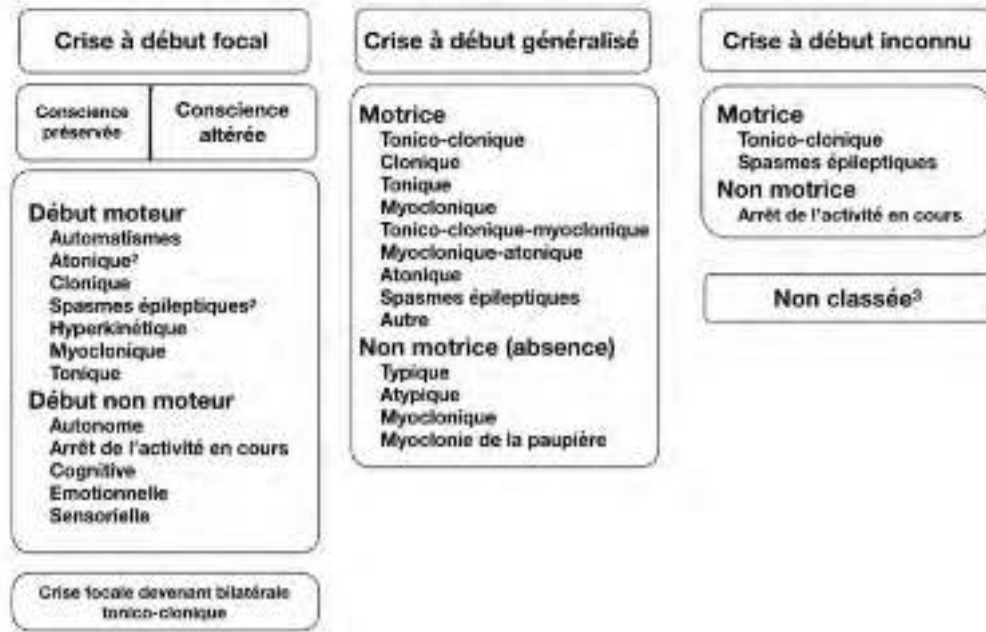 Crise à début focal
Conscience
préservée
Conscience
altérée
Début moteur
Automatismes
Atonique²
Clonique
Spasmes épileptiques²
Hyperkinétique
Myoclonique
Tonique
Début non moteur
Autonome
Arrêt de l'activité en cours
Cognitive
Emotionnelle
Sensorielle
Crise focale devenant bilatérale
tonico-clonique
Crise à début généralisé
Motrice
Tonico-clonique
Clonique
Tonique
Myoclonique
Tonico-clonique-myoclonique
Myoclonique-atonique
Atonique
Spasmes épileptiques
Autre
Non motrice (absence)
Typique
Atypique
Myoclonique
Myoclonie de la paupière
Crise à début inconnu
Motrice
Tonico-clonique
Spasmes épileptiques
Non motrice
Arrêt de l'activité en cours
Non classée³